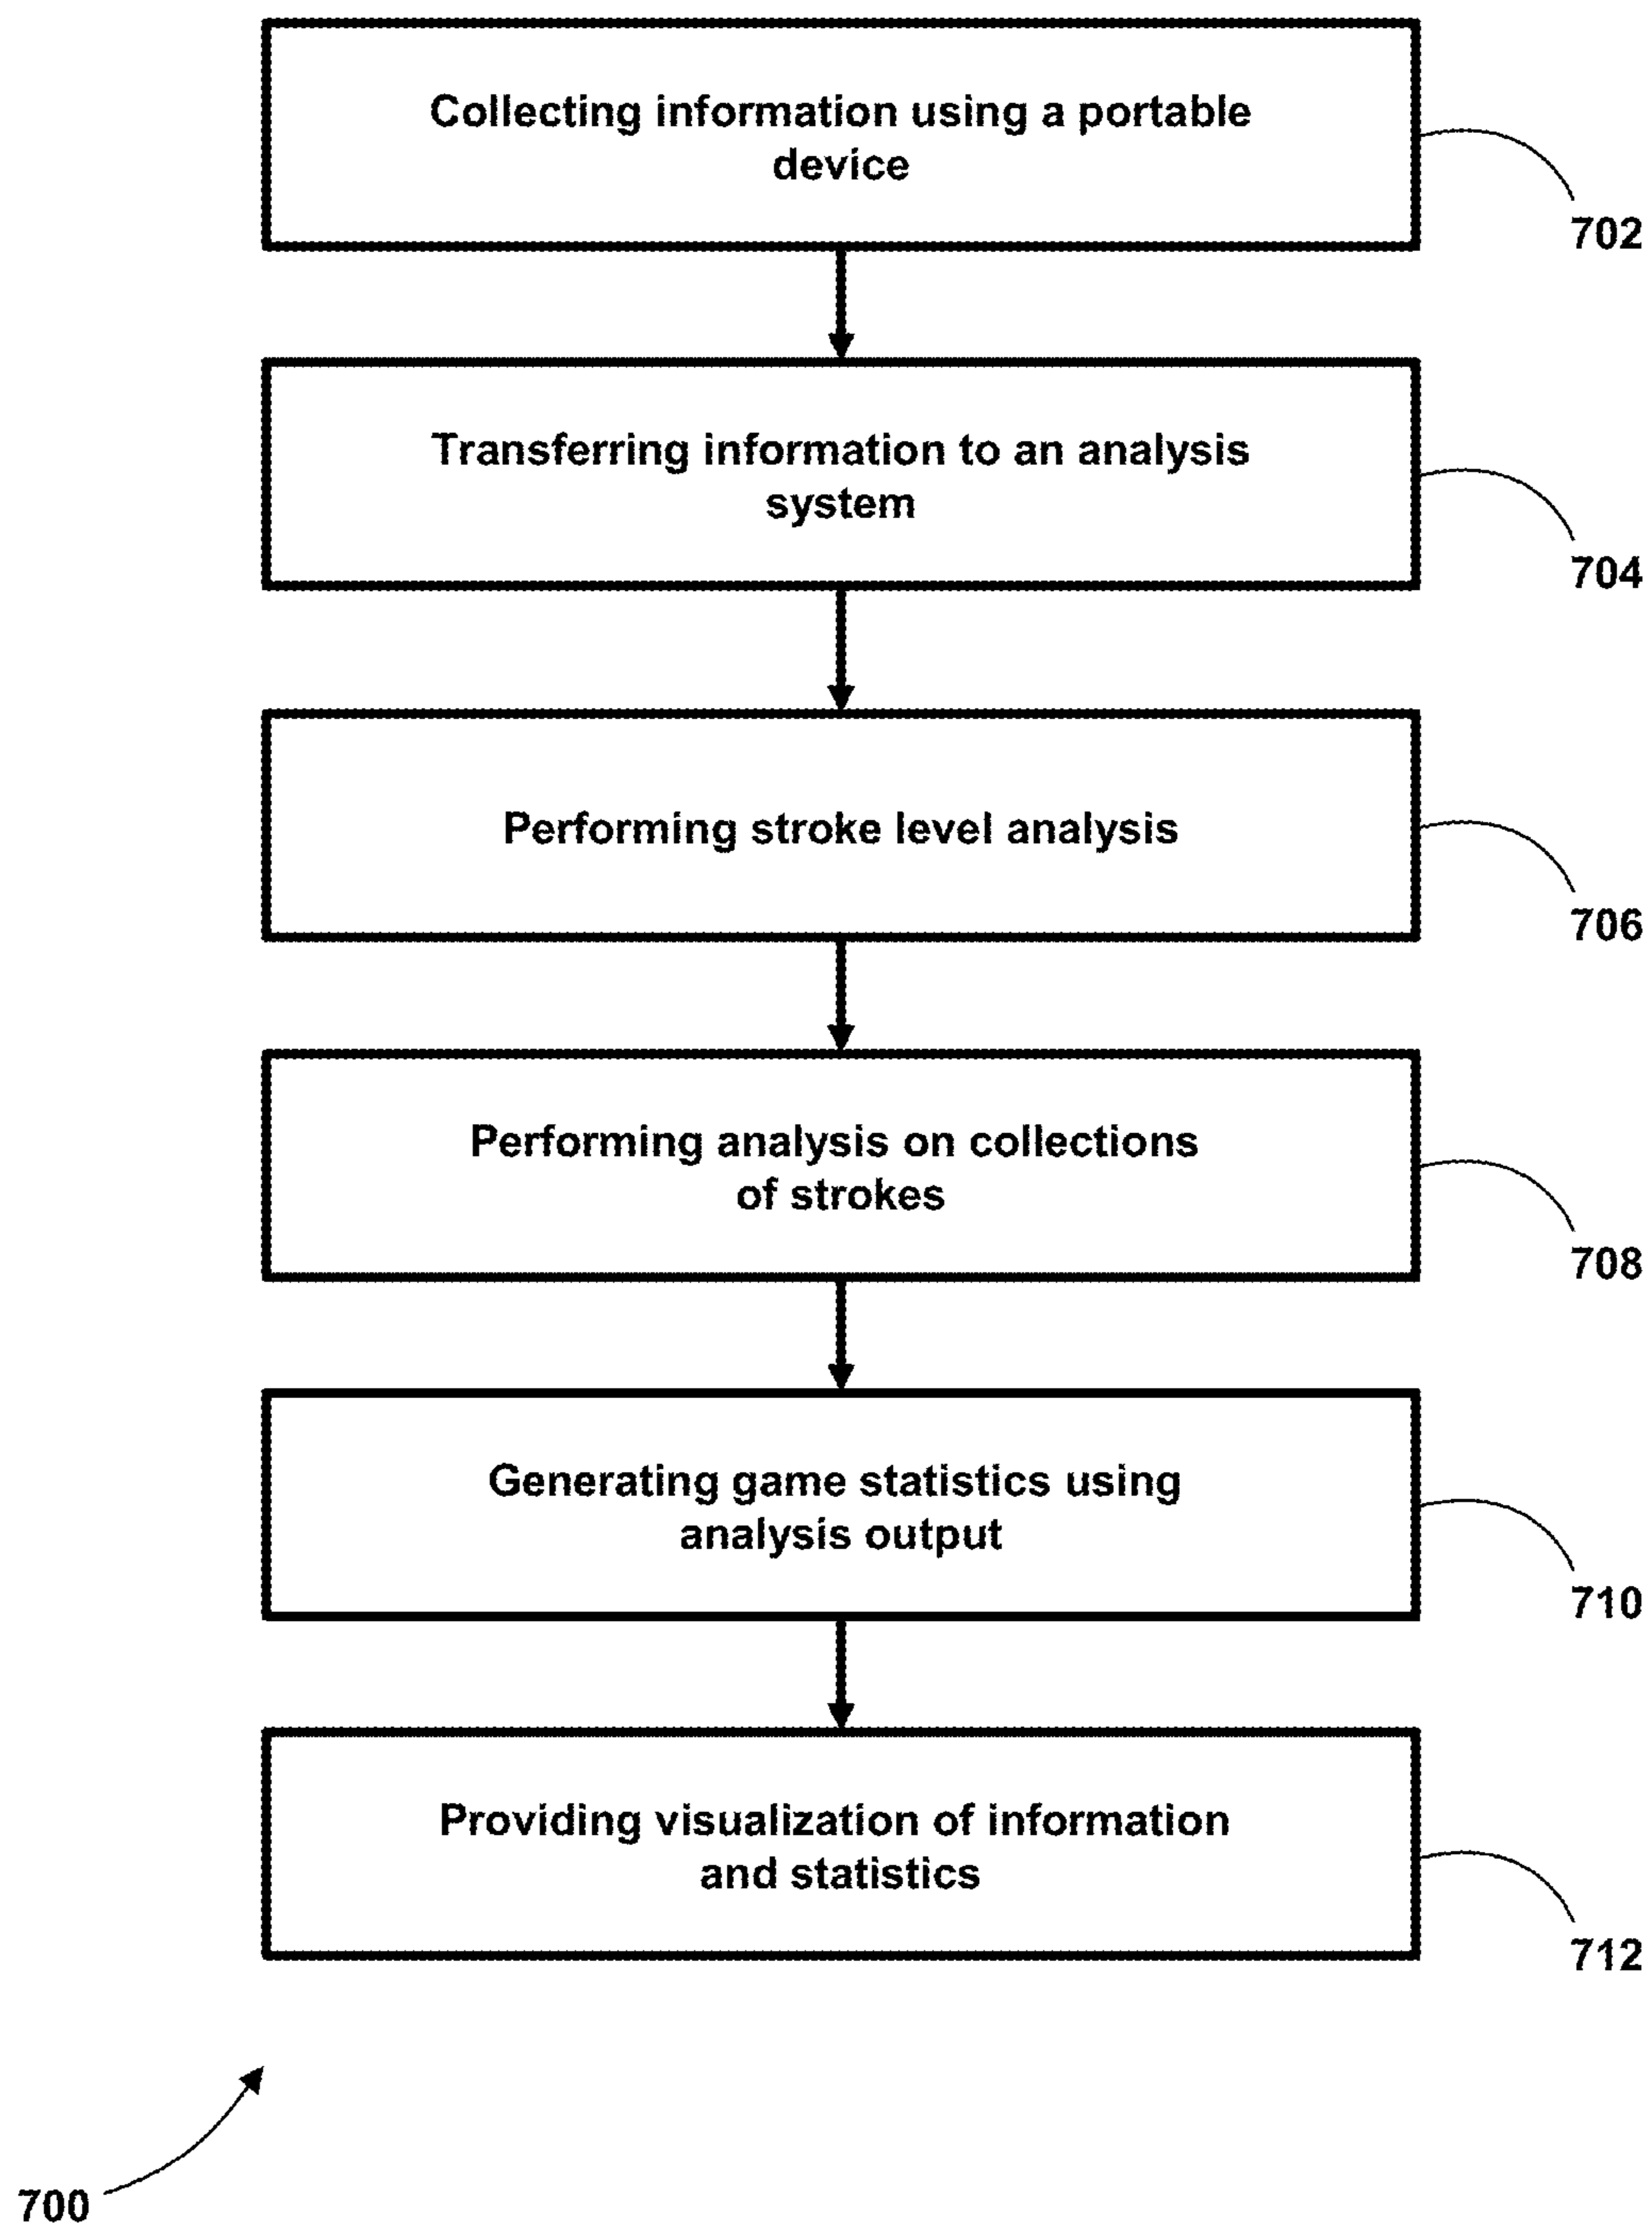 Collecting information using a portable
device
702
Transferring information to an analysis
system
704
Performing stroke level analysis
706
Performing analysis on collections
of strokes
708
Generating game statistics using
analysis output
710
Providing visualization of information
and statistics
712
700